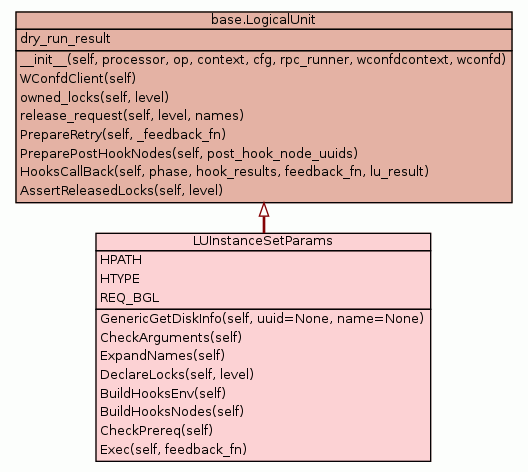 base.LogicalUnit
dry_run_result
__init__(self, processor, op, context, cfg, rpc_runner, wconfdcontext, wconfd)
WConfdClient(self)
owned_locks(self, level)
release_request(self, level, names)
PrepareRetry(self, _feedback_fn)
PreparePostHookNodes(self, post_hook_node_uuids)
HooksCallBack(self, phase, hook_results, feedback_fn, lu_result)
AssertReleasedLocks(self, level)
LUInstanceSetParams
HPATH
HTYPE
REQ_BGL
GenericGetDiskInfo(self, uuid=None, name=None)
CheckArguments(self)
ExpandNames(self)
DeclareLocks(self, level)
BuildHooksEnv(self)
BuildHooksNodes(self)
CheckPrereq(self)
Exec(self, feedback_fn)